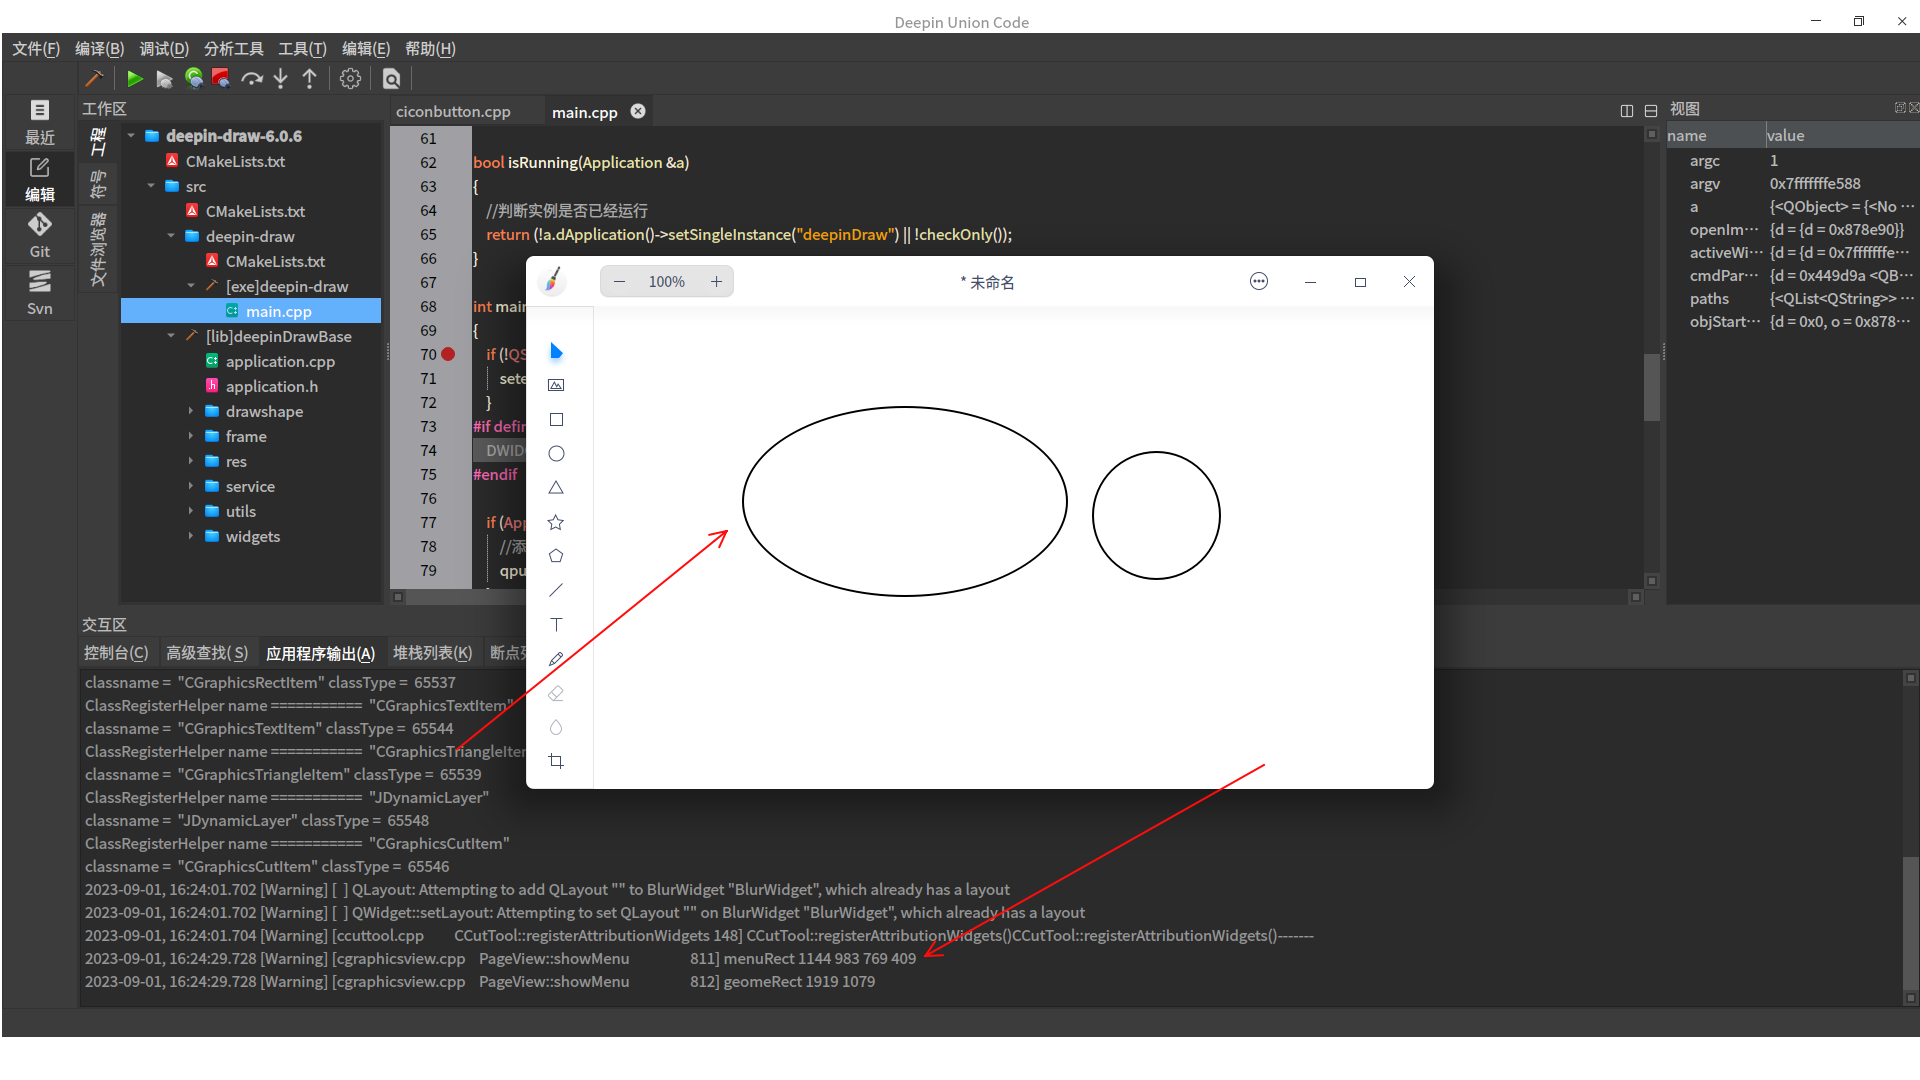 Deepin Union Code
文件(F) 编译(B) 调试(D) 分析工具 工具(T) 编辑(E) 帮助(H)
最近
编辑
Git
Svn
工作区
工程
符号
文件浏览器
deepin-draw-6.0.6
CMakeLists.txt
src
CMakeLists.txt
deepin-draw
CMakeLists.txt
[exe]deepin-draw
main.cpp
[lib]deepinDrawBase
application.cpp
application.h
drawshape
frame
res
service
utils
widgets
ciconbutton.cpp main.cpp
61
62 bool isRunning(Application &a)
63 {
64 //判断实例是否已经运行
65 return (!a.dApplication()->setSingleInstance("deepinDraw") || !checkOnly());
66 }
67
68 int mair
69 {
70 if (!QS
71 sete
72 }
73 #if defin
74 DWID
75 #endif
76
77 if (App
78 //添
79 qpu
100%
* 未命名
T
视图
name value
argc 1
argv 0x7fffffffe588
a {<QObject> = {<No ···
openIm··· {d = {d = 0x878e90}}
activeWi··· {d = {d = 0x7fffffffe···
cmdPar··· {d = 0x449d9a <QB···
paths {<QList<QString>> ···
objStart··· {d = 0x0, o = 0x878···
交互区
控制台(C) 高级查找( S) 应用程序输出(A) 堆栈列表(K) 断点列
classname = "CGraphicsRectItem" classType = 65537
ClassRegisterHelper name =========== "CGraphicsTextItem"
classname = "CGraphicsTextItem" classType = 65544
ClassRegisterHelper name =========== "CGraphicsTriangleIter
classname = "CGraphicsTriangleItem" classType = 65539
ClassRegisterHelper name =========== "JDynamicLayer"
classname = "JDynamicLayer" classType = 65548
ClassRegisterHelper name =========== "CGraphicsCutItem"
classname = "CGraphicsCutItem" classType = 65546
2023-09-01, 16:24:01.702 [Warning] [ ] QLayout: Attempting to add QLayout "" to BlurWidget "BlurWidget", which already has a layout
2023-09-01, 16:24:01.702 [Warning] [ ] QWidget::setLayout: Attempting to set QLayout "" on BlurWidget "BlurWidget", which already has a layout
2023-09-01, 16:24:01.704 [Warning] [ccuttool.cpp CCutTool::registerAttributionWidgets 148] CCutTool::registerAttributionWidgets()CCutTool::registerAttributionWidgets()-------
2023-09-01, 16:24:29.728 [Warning] [cgraphicsview.cpp PageView::showMenu 811] menuRect 1144 983 769 409
2023-09-01, 16:24:29.728 [Warning] [cgraphicsview.cpp PageView::showMenu 812] geomeRect 1919 1079